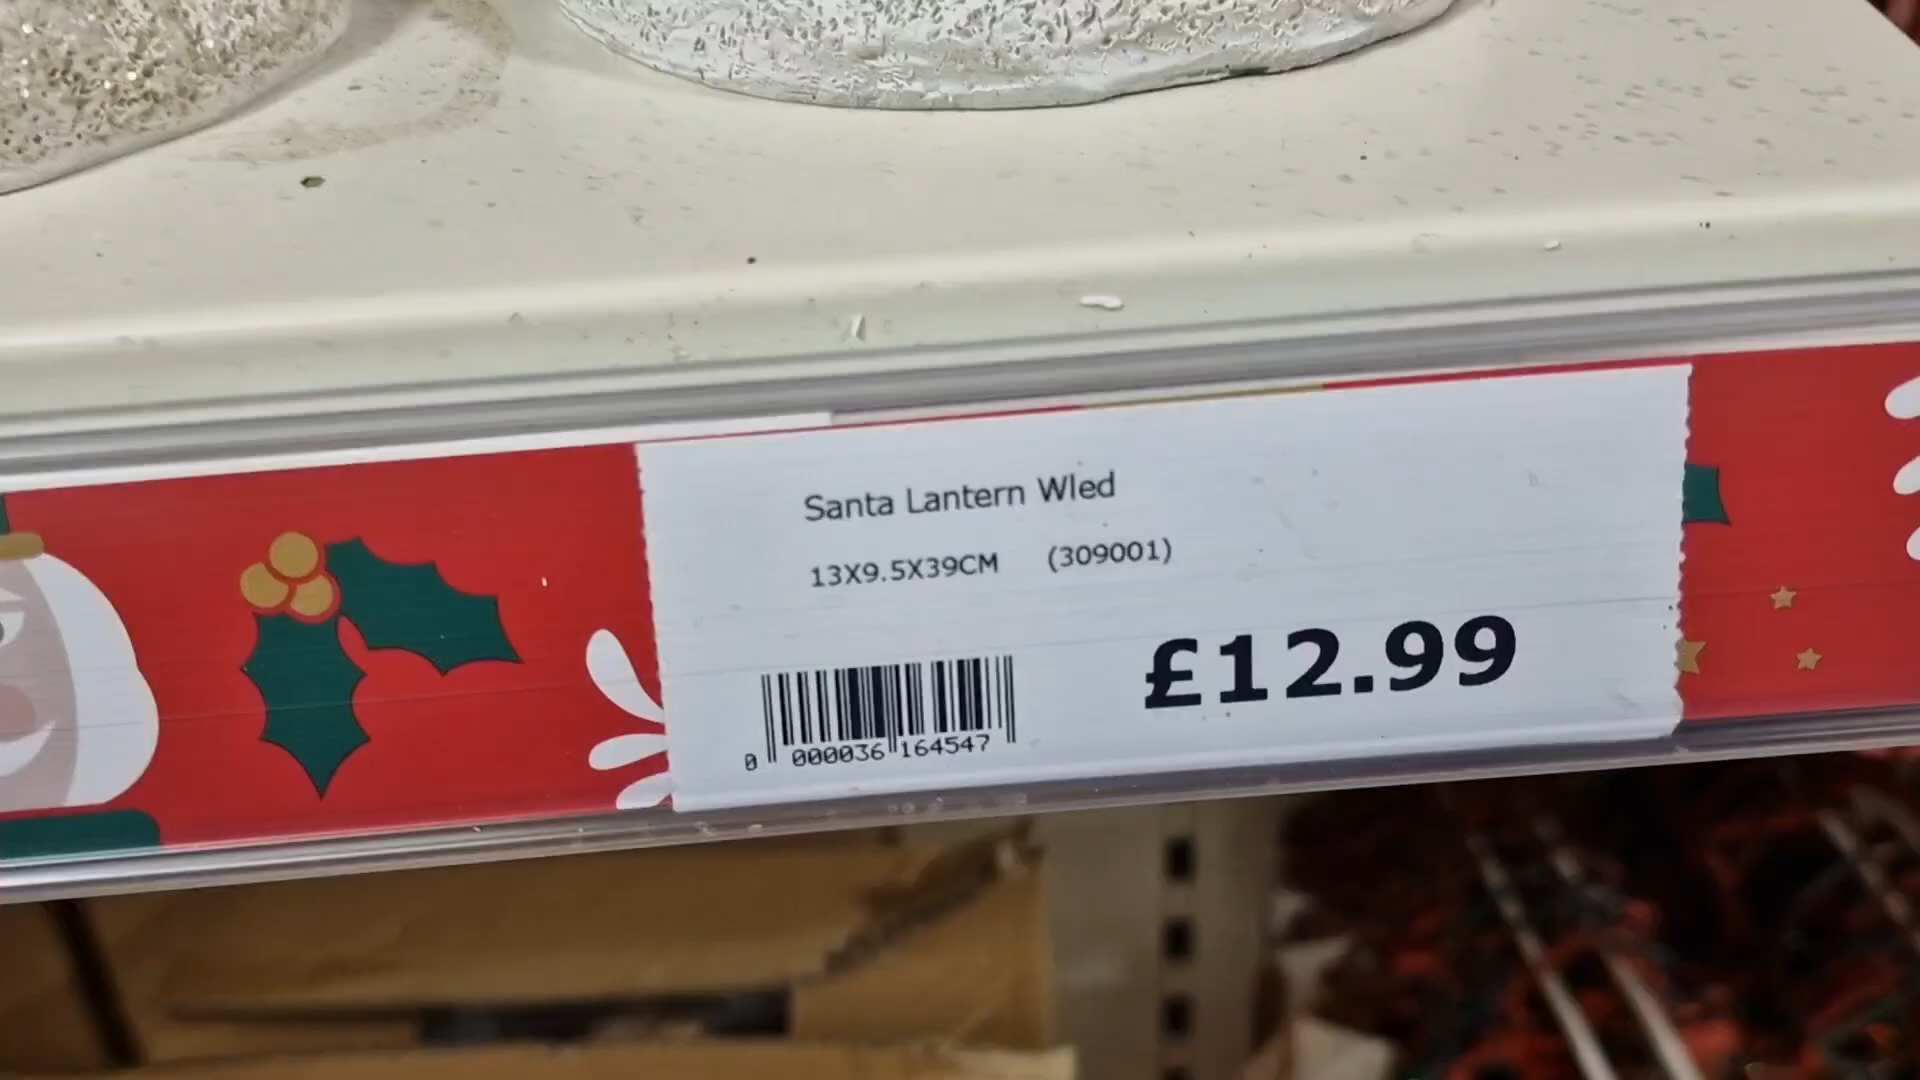 Santa Lantern Wled
13X9.5X39CM (309001)
£12.99
0 000036 164547